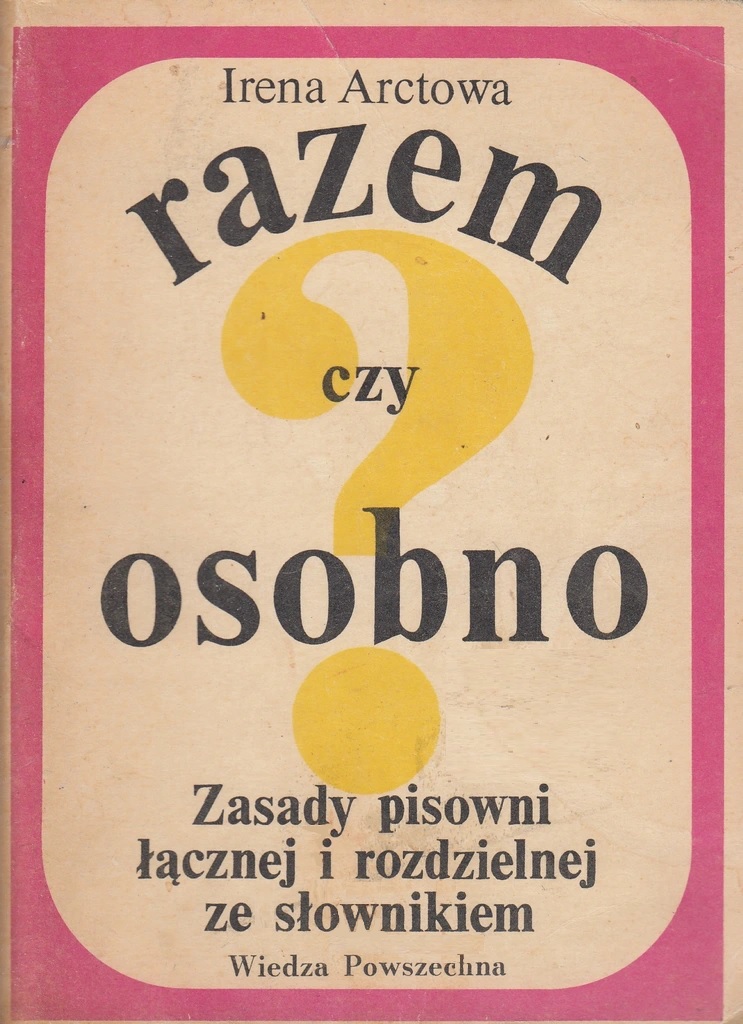 Irena Arctowa
razem
czy
osobno
?
Zasady pisowni
łącznej i rozdzielnej
ze słownikiem
Wiedza Powszechna